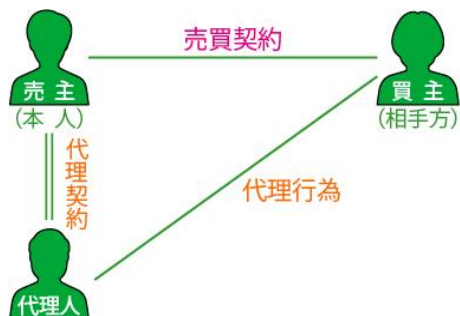 売買契約
売 主
(本 人)
買 主
(相手方)
代理契約
代理行為
代理人